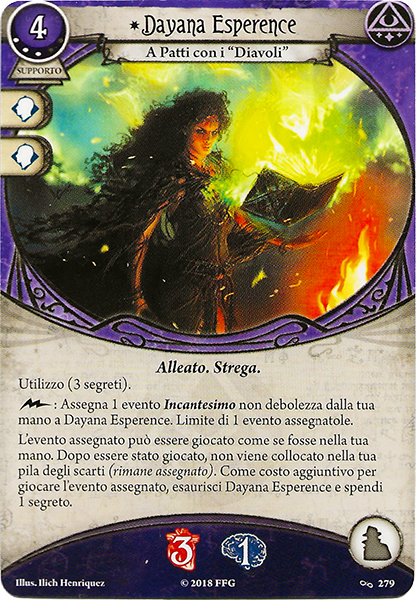 4
*Dayana Esperence
A Patti con i “Diavoli”
SUPPORTO
Alleato. Strega.
Utilizzo (3 segreti).
: Assegna 1 evento Incantesimo non debolezza dalla tua
mano a Dayana Esperence. Limite di 1 evento assegnatole.
L’evento assegnato può essere giocato come se fosse nella tua
mano. Dopo essere stato giocato, non viene collocato nella tua
pila degli scarti (rimane assegnato). Come costo aggiuntivo per
giocare l’evento assegnato, esaurisci Dayana Esperence e spendi
1 segreto.
3
1
Illus. Ilich Henriquez
© 2018 FFG
279